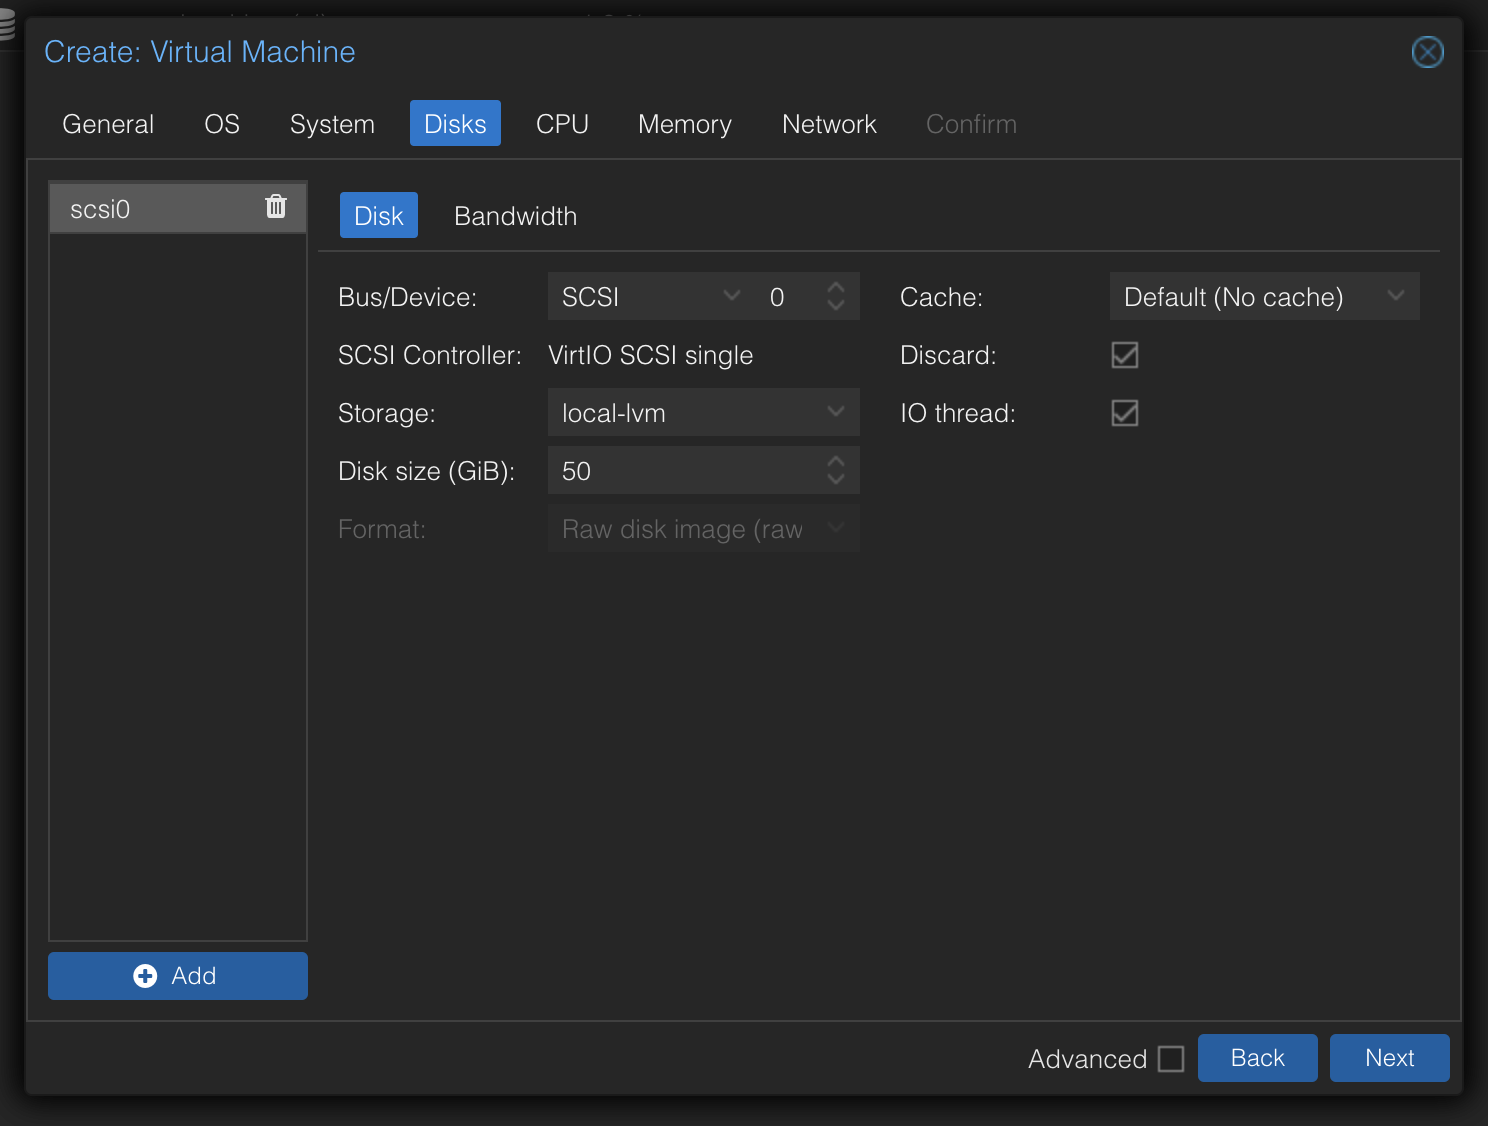 Create: Virtual Machine
General OS System Disks CPU Memory Network Confirm
scsi0
Disk Bandwidth
Bus/Device: SCSI 0 Cache: Default (No cache)
SCSI Controller: VirtIO SCSI single Discard:
Storage: local-lvm IO thread:
Disk size (GiB): 50
Format: Raw disk image (raw
Add
Advanced Back Next